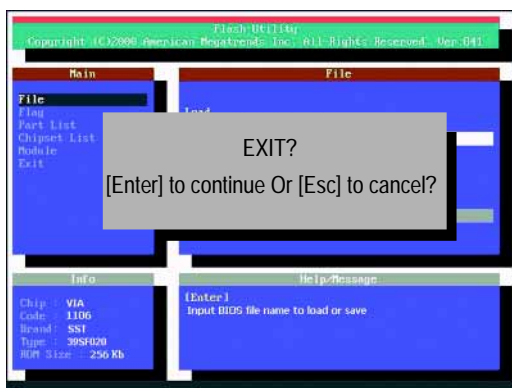 Flash Utility
Copyright (C)2000 American Megatrends Inc. All Rights Reserved. Ver.841
Main
File
Flag
Part List
Chipset List
Module
Exit
File
Load
EXIT?
[Enter] to continue Or [Esc] to cancel?
Info
Chip : VIA
Code : 1106
Brand : SST
Type : 39SF020
ROM Size : 256 Kb
Help/Message
[Enter]
Input BIOS file name to load or save